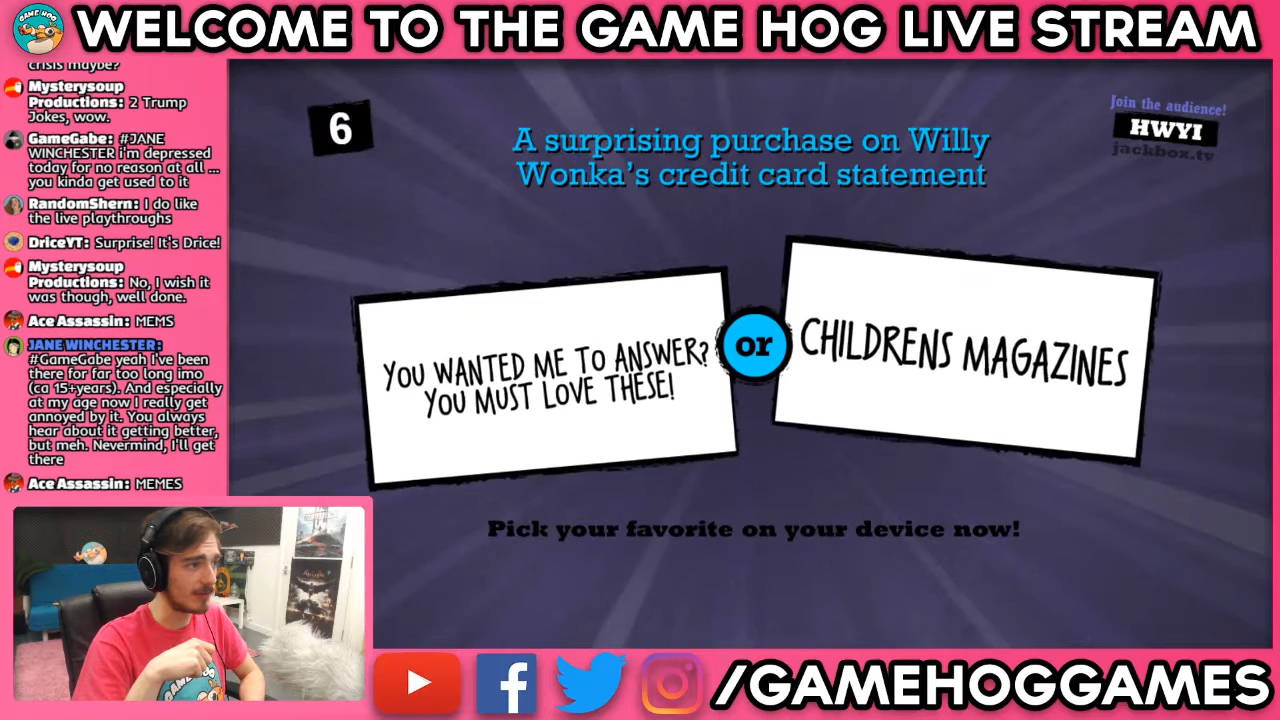 WELCOME TO THE GAME HOG LIVE STREAM
crisis maybe?
Mysterysoup
Productions: 2 Trump
Jokes, wow.
GameGabe: #JANE
WINCHESTER i'm depressed
today for no reason at all ...
you kinda get used to it
RandomShern: I do like
the live playthroughs
DriceYT: Surprise! It's Drice!
Mysterysoup
Productions: No, I wish it
was though, well done.
Ace Assassin: MEMS
JANE WINCHESTER:
#GameGabe yeah I've been
there for far too long imo
(ca 15+years). And especially
at my age now I really get
annoyed by it. You always
hear about it getting better,
but meh. Nevermind, I'll get
there
Ace Assassin: MEMES
6
A surprising purchase on Willy
Wonka's credit card statement
Join the audience!
HWYI
jackbox.tv
YOU WANTED ME TO ANSWER?
YOU MUST LOVE THESE!
or
CHILDRENS MAGAZINES
Pick your favorite on your device now!
/GAMEHOGGAMES